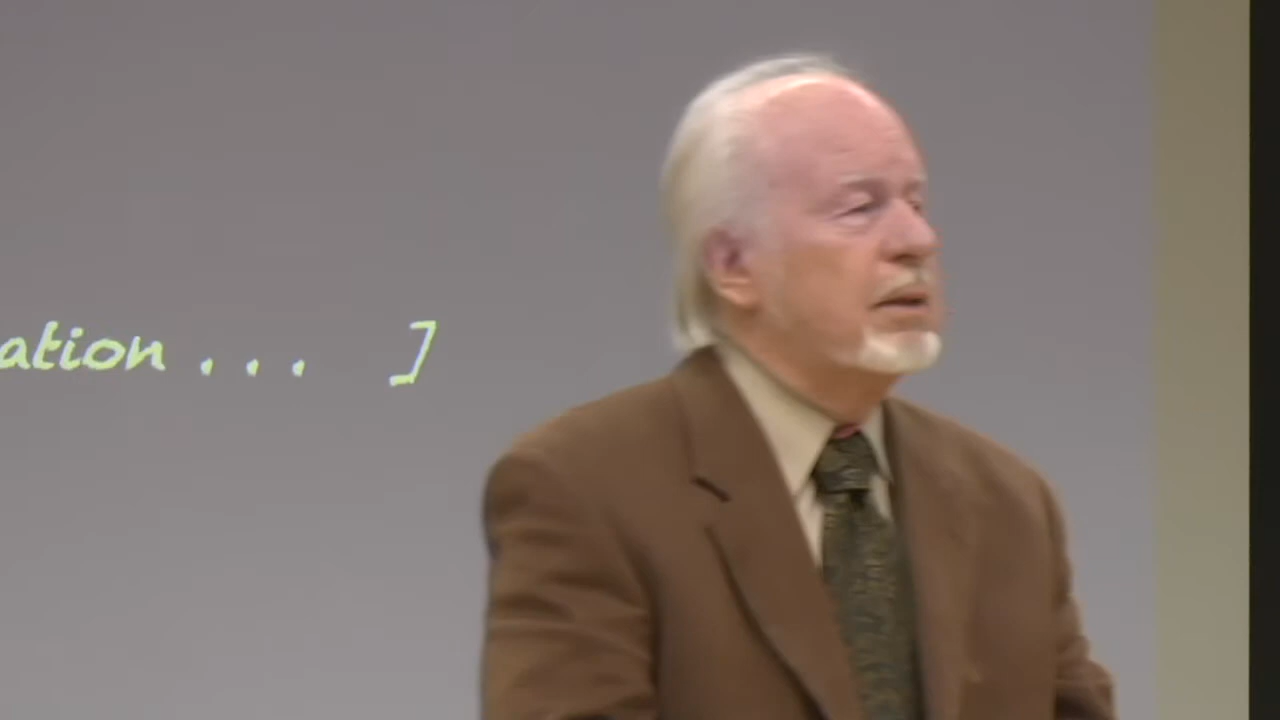 ation . . . ]